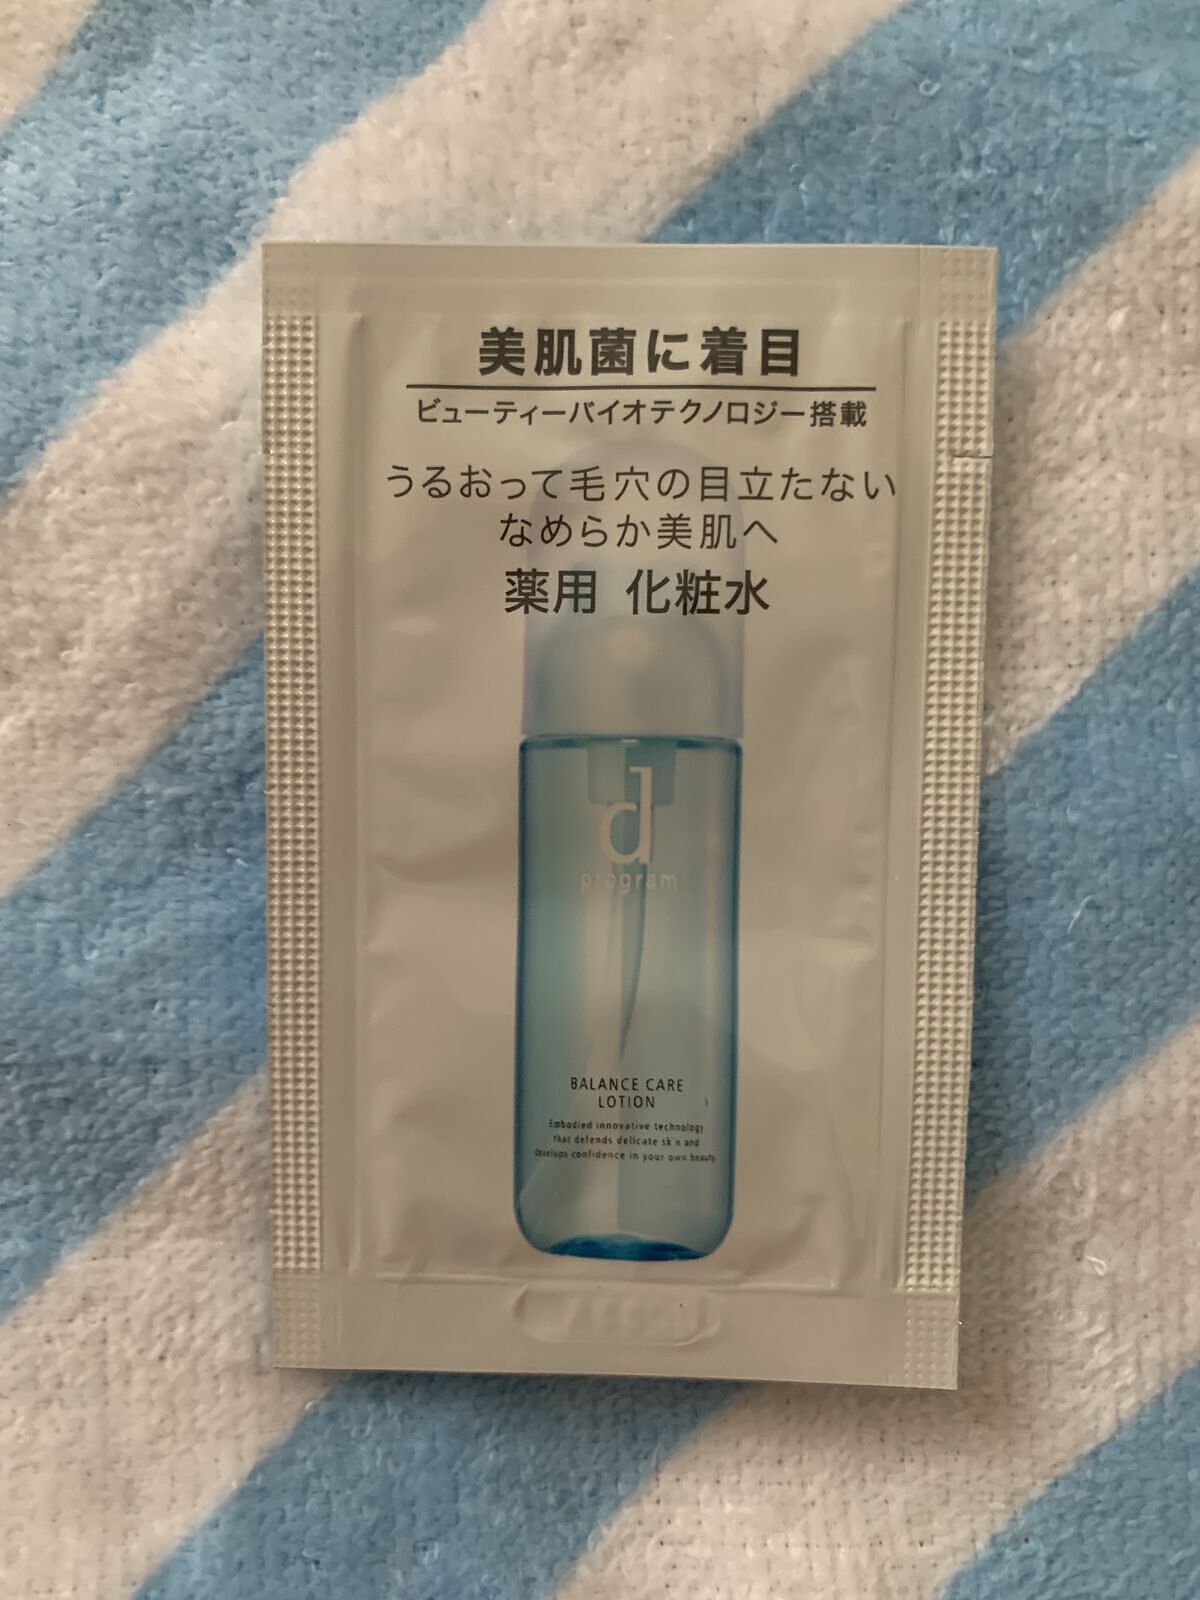 美肌菌に着目
ビューティーバイオテクノロジー搭載
うるおって毛穴の目立たない
なめらか美肌へ
薬用 化粧水
d
program
BALANCE CARE
LOTION
Embodied innovative technology
that defends delicate skin and
develops confidence in your own beauty.